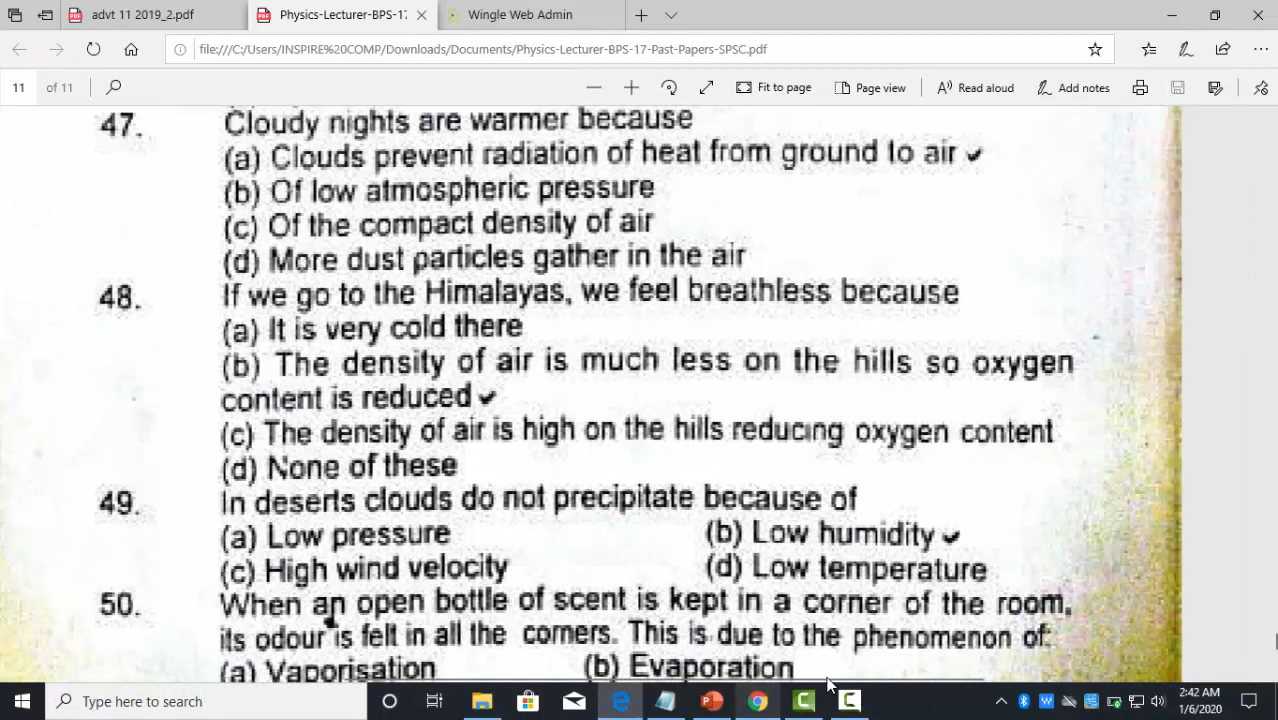 advt 11 2019_2.pdf
Physics-Lecturer-BPS-17
Wingle Web Admin
file:///C:/Users/INSPIRE%20COMP/Downloads/Documents/Physics-Lecturer-BPS-17-Past-Papers-SPSC.pdf
11 of 11
Fit to page
Page view
Read aloud
Add notes
47. Cloudy nights are warmer because
(a) Clouds prevent radiation of heat from ground to air ✔
(b) Of low atmospheric pressure
(c) Of the compact density of air
(d) More dust particles gather in the air
48. If we go to the Himalayas, we feel breathless because
(a) It is very cold there
(b) The density of air is much less on the hills so oxygen
content is reduced ✔
(c) The density of air is high on the hills reducing oxygen content
(d) None of these
49. In deserts clouds do not precipitate because of
(a) Low pressure (b) Low humidity ✔
(c) High wind velocity (d) Low temperature
50. When an open bottle of scent is kept in a corner of the room,
its odour is felt in all the corners. This is due to the phenomenon of:
(a) Vaporisation (b) Evaporation
Type here to search
2:42 AM
1/6/2020